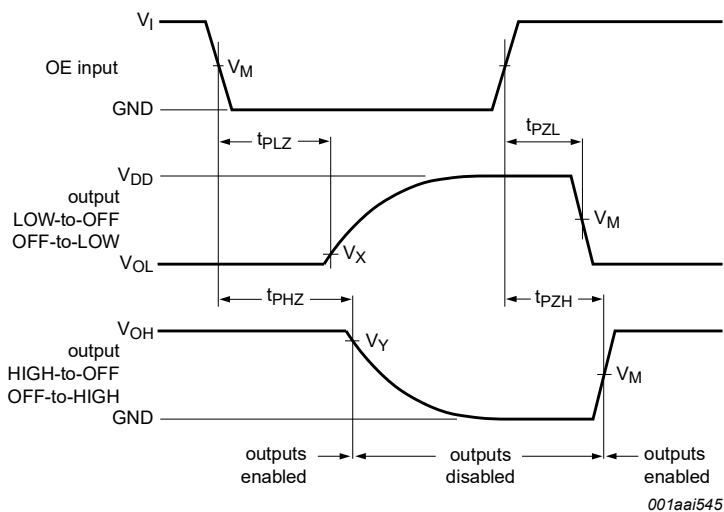 VI
OE input
VM
GND
tPLZ
tPZL
VDD
output
LOW-to-OFF
OFF-to-LOW
VM
VX
VOL
tPHZ
tPZH
VOH
output
HIGH-to-OFF
OFF-to-HIGH
VY
VM
GND
outputs
enabled
outputs
disabled
outputs
enabled
001aai545